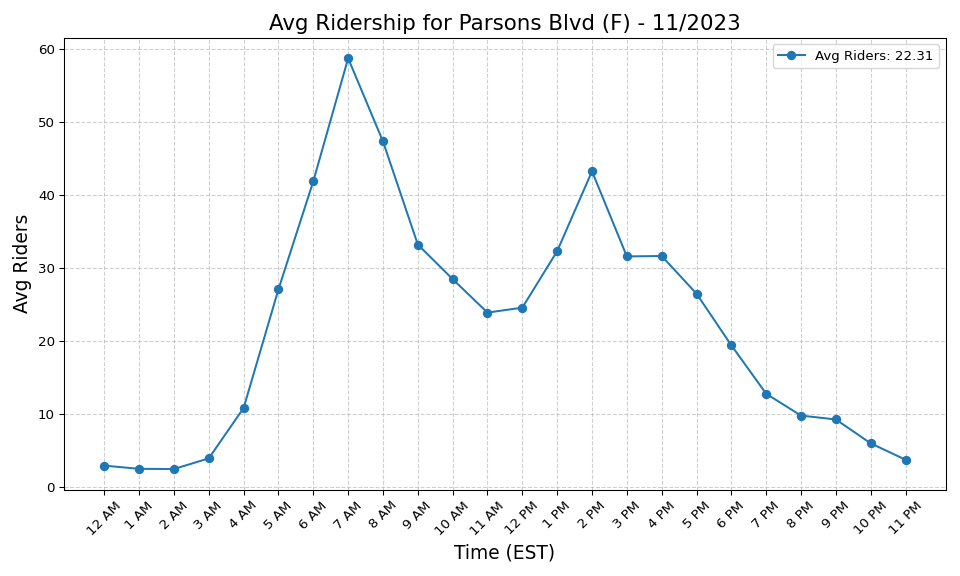 Avg Ridership for Parsons Blvd (F) - 11/2023
Avg Riders: 22.31
60
50
40
30
20
10
0
Avg Riders
12 AM
1 AM
2 AM
3 AM
4 AM
5 AM
6 AM
7 AM
8 AM
9 AM
10 AM
11 AM
12 PM
1 PM
2 PM
3 PM
4 PM
5 PM
6 PM
7 PM
8 PM
9 PM
10 PM
11 PM
Time (EST)